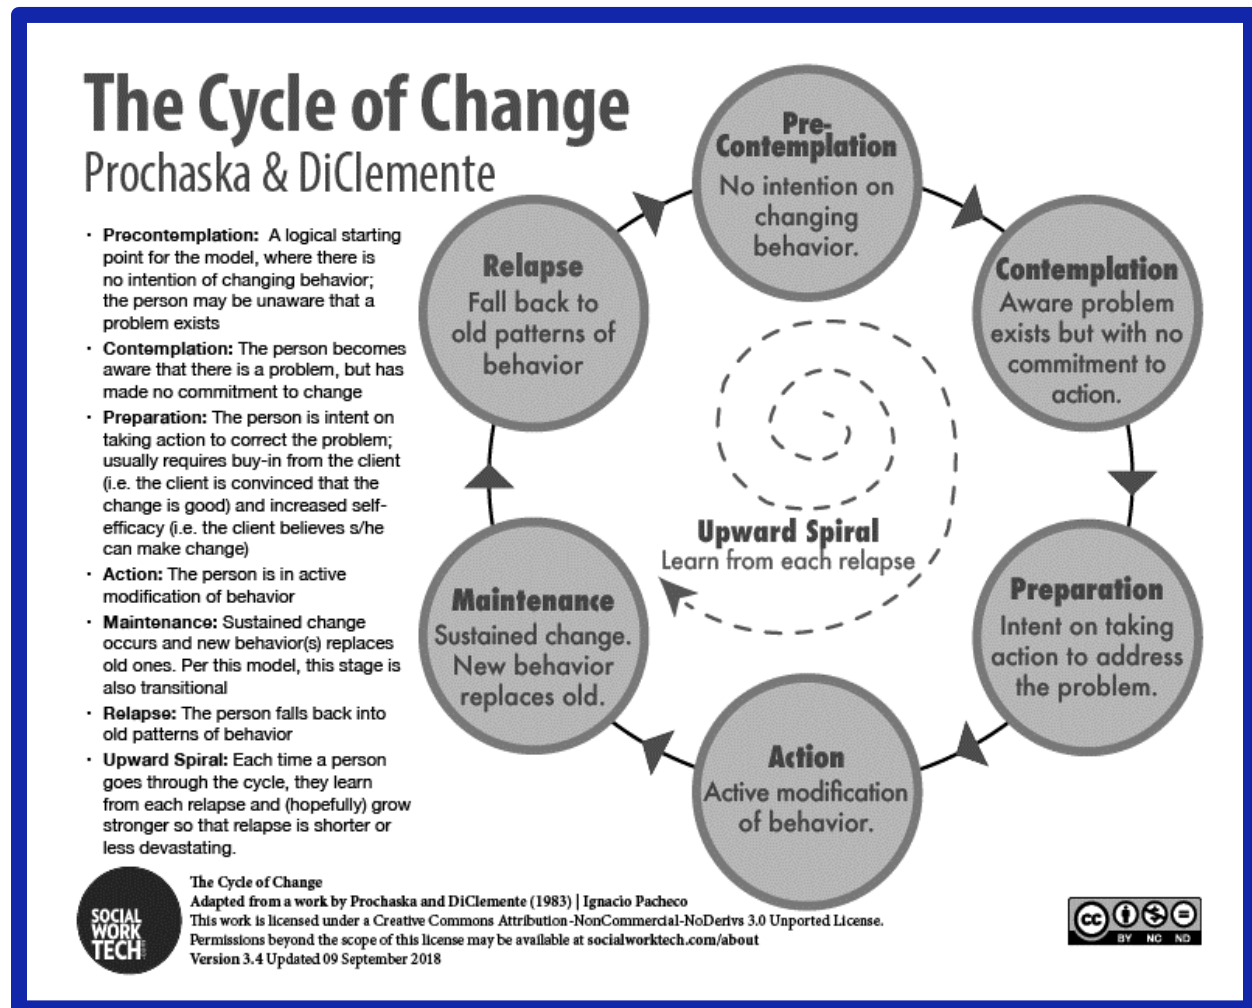 The Cycle of Change
Prochaska & DiClemente
· Precontemplation: A logical starting
point for the model, where there is
no intention of changing behavior;
the person may be unaware that a
problem exists
· Contemplation: The person becomes
aware that there is a problem, but has
made no commitment to change
· Preparation: The person is intent on
taking action to correct the problem;
usually requires buy-in from the client
(i.e. the client is convinced that the
change is good) and increased self-
efficacy (i.e. the client believes s/he
can make change)
· Action: The person is in active
modification of behavior
· Maintenance: Sustained change
occurs and new behavior(s) replaces
old ones. Per this model, this stage is
also transitional
· Relapse: The person falls back into
old patterns of behavior
· Upward Spiral: Each time a person
goes through the cycle, they learn
from each relapse and (hopefully) grow
stronger so that relapse is shorter or
less devastating.
Pre-
Contemplation
No intention on
changing
behavior.
Contemplation
Aware problem
exists but with no
commitment to
action.
Preparation
Intent on taking
action to address
the problem.
Action
Active modification
of behavior.
Maintenance
Sustained change.
New behavior
replaces old.
Relapse
Fall back to
old patterns of
behavior
Upward Spiral
Learn from each relapse
SOCIAL
WORK
TECH
.com
The Cycle of Change
Adapted from a work by Prochaska and DiClemente (1983) | Ignacio Pacheco
This work is licensed under a Creative Commons Attribution-NonCommercial-NoDerivs 3.0 Unported License.
Permissions beyond the scope of this license may be available at socialworktech.com/about
Version 3.4 Updated 09 September 2018
cc
BY NC ND